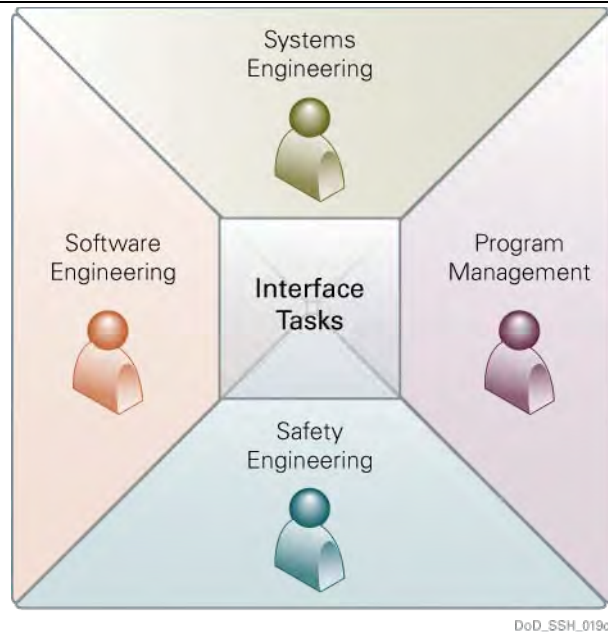 Systems
Engineering
Software
Engineering
Program
Management
Interface
Tasks
Safety
Engineering
DoD_SSH_019c